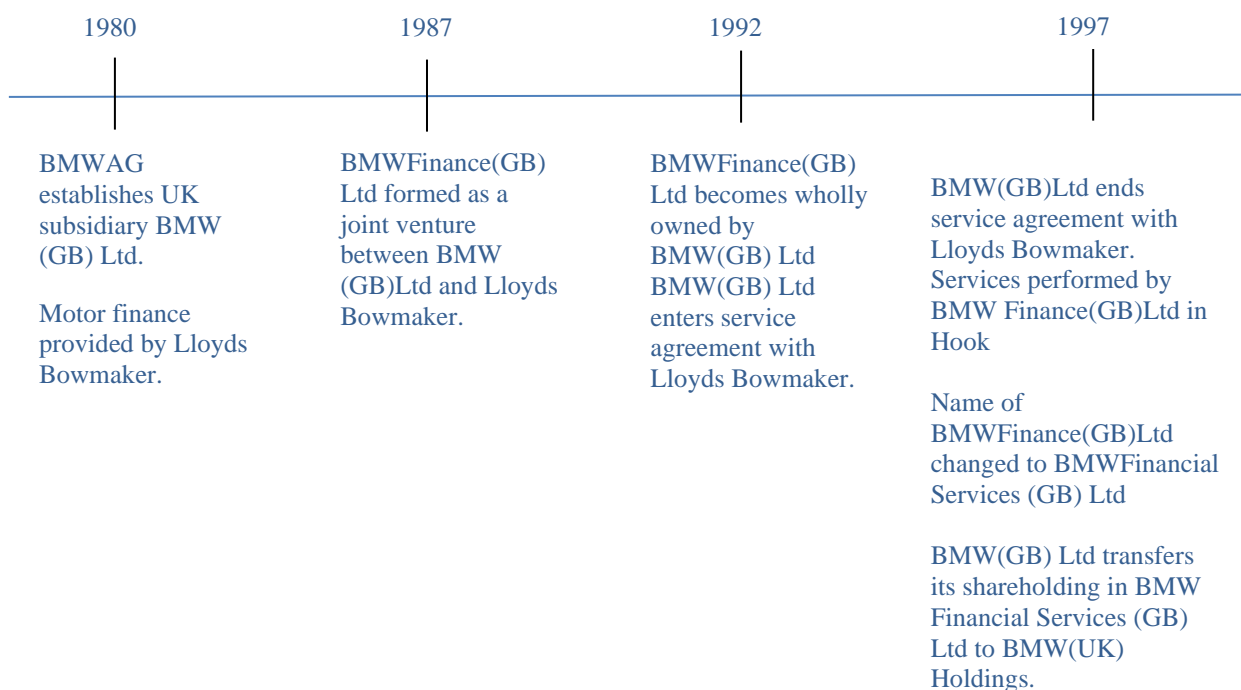 1980
1987
1992
1997
BMWAG
establishes UK
subsidiary BMW
(GB) Ltd.
Motor finance
provided by Lloyds
Bowmaker.
BMWFinance(GB)
Ltd formed as a
joint venture
between BMW
(GB)Ltd and Lloyds
Bowmaker.
BMWFinance(GB)
Ltd becomes wholly
owned by
BMW(GB) Ltd
BMW(GB) Ltd
enters service
agreement with
Lloyds Bowmaker.
BMW(GB)Ltd ends
service agreement with
Lloyds Bowmaker.
Services performed by
BMW Finance(GB)Ltd in
Hook
Name of
BMWFinance(GB)Ltd
changed to BMWFinancial
Services (GB) Ltd
BMW(GB) Ltd transfers
its shareholding in BMW
Financial Services (GB)
Ltd to BMW(UK)
Holdings.